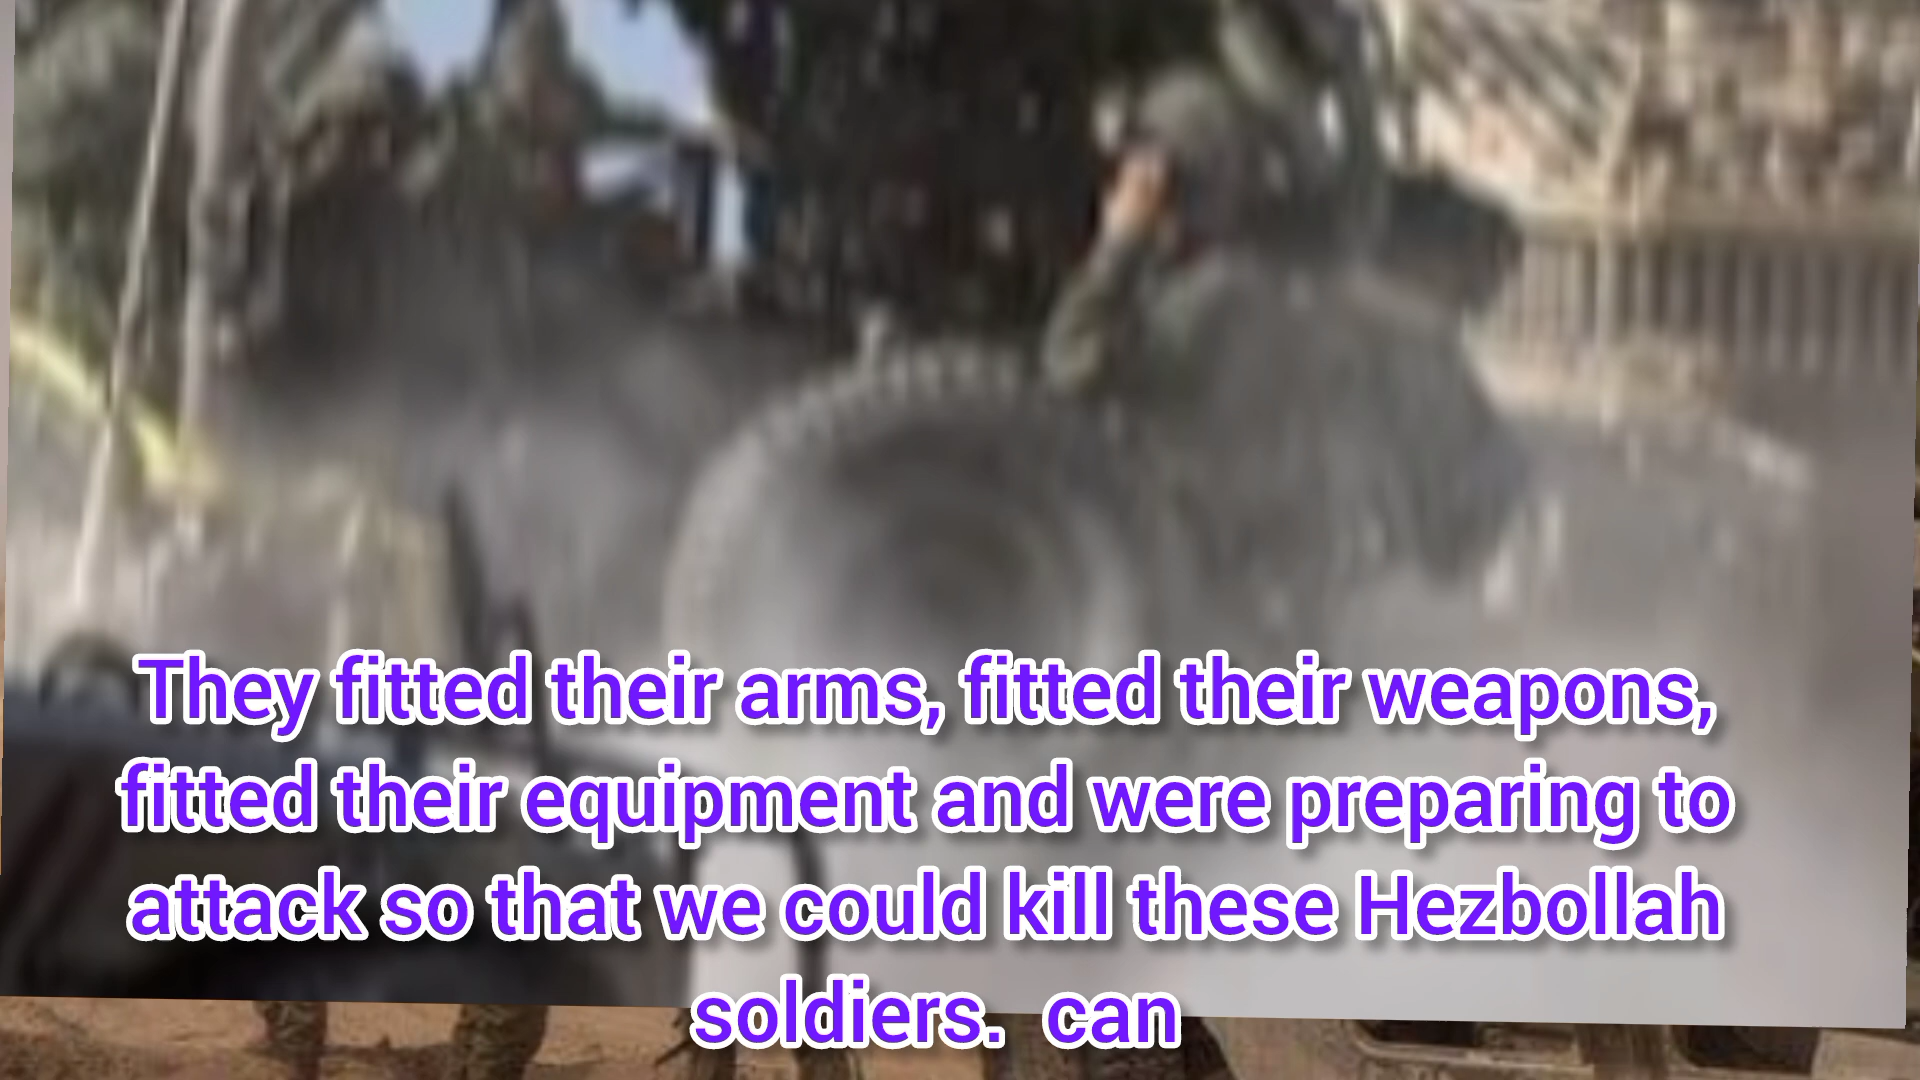 They fitted their arms, fitted their weapons,
fitted their equipment and were preparing to
attack so that we could kill these Hezbollah
soldiers. can